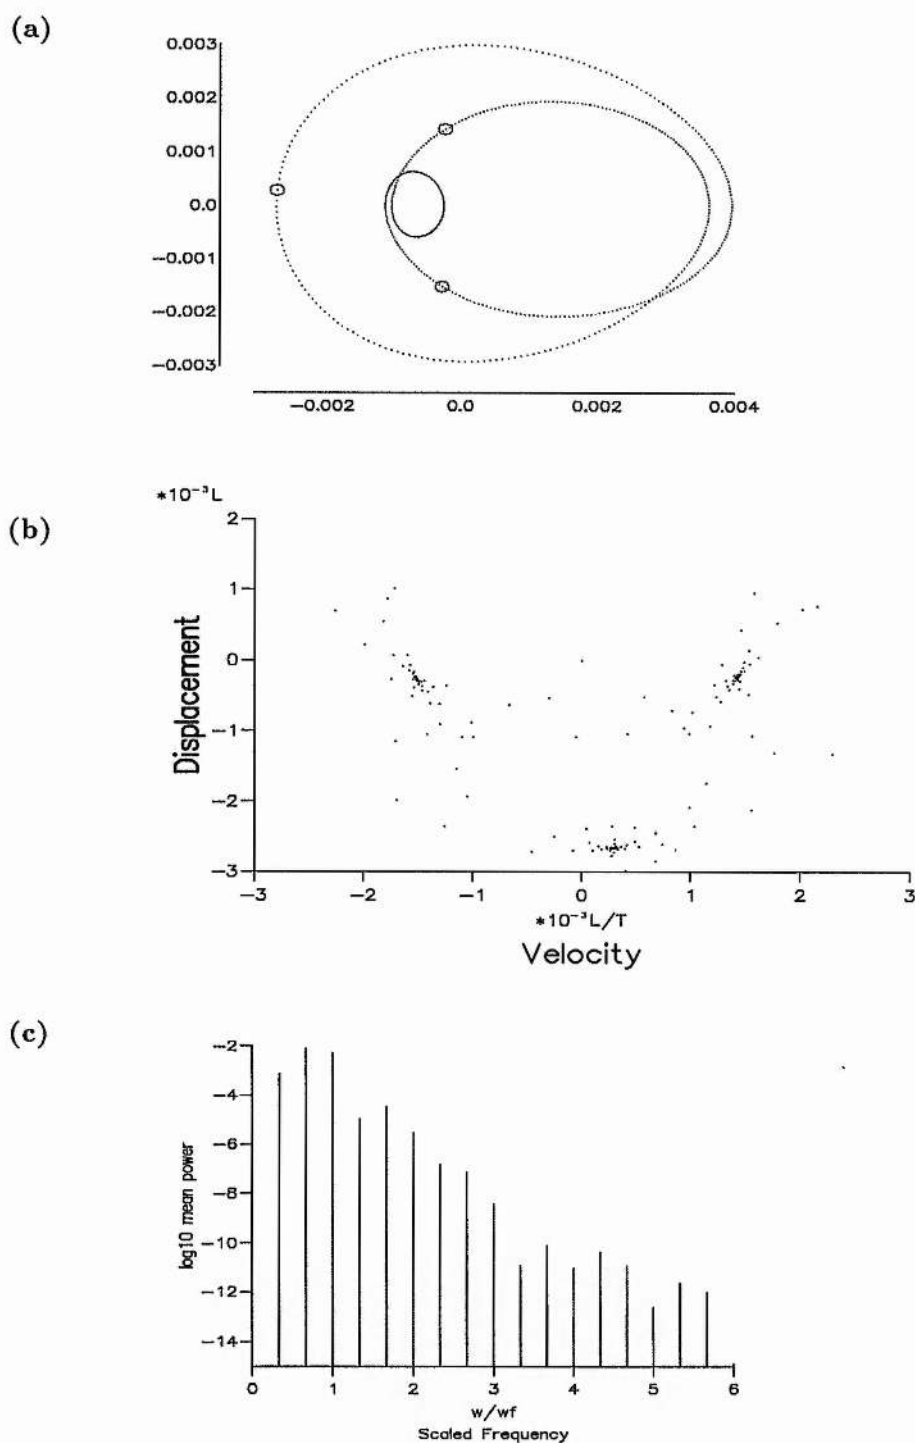 (a)
0.003
0.002
0.001
0.0
−0.001
−0.002
−0.003
−0.002 0.0 0.002 0.004
(b)
*10⁻³L
2
1
0
−1
−2
−3
Displacement
−3 −2 −1 0 1 2 3
*10⁻³L/T
Velocity
(c)
−2
−4
−6
−8
−10
−12
−14
log10 mean power
0 1 2 3 4 5 6
w/wf
Scaled Frequency